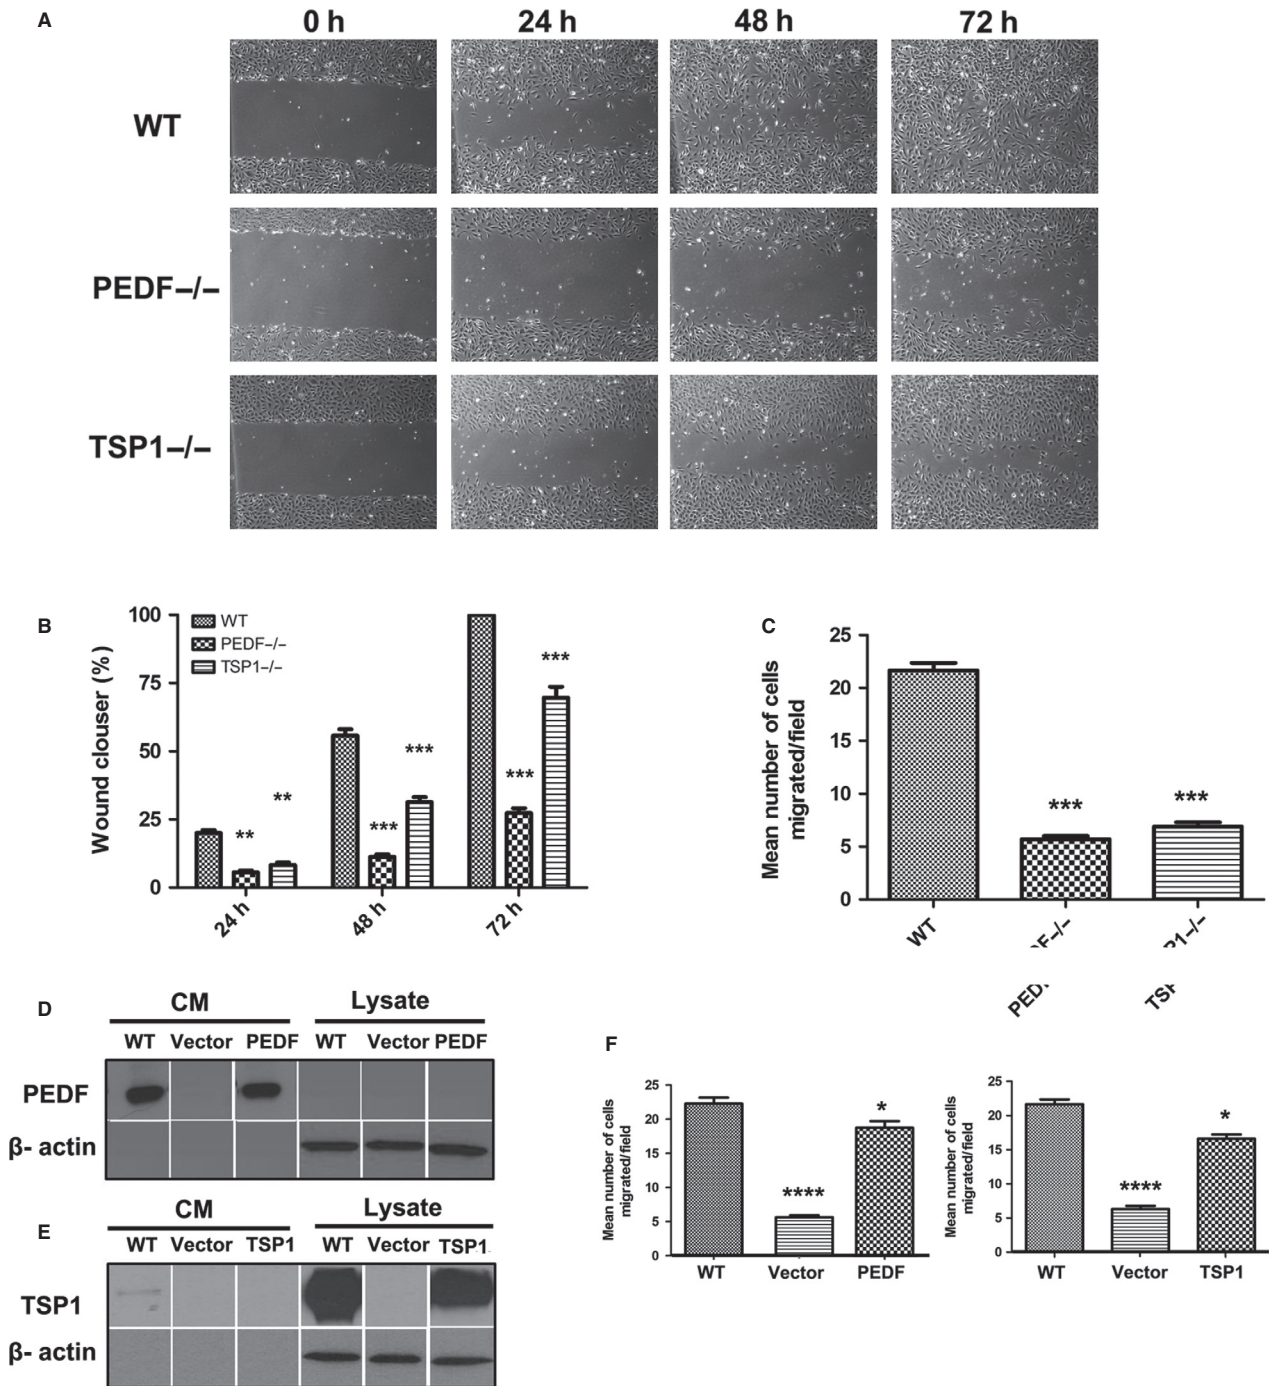 A
0 h 24 h 48 h 72 h
WT
PEDF–/–
TSP1–/–
B
Wound clouser (%)
100
75
50
25
0
WT
PEDF–/–
TSP1–/–
**
**
***
***
***
***
24 h 48 h 72 h
C
Mean number of cells
migrated/field
25
20
15
10
5
0
***
***
WT
D
CM Lysate
WT Vector PEDF WT Vector PEDF
PEDF
β- actin
E
CM Lysate
WT Vector TSP1 WT Vector TSP1
TSP1
β- actin
F
Mean number of cells
migrated/field
25
20
15
10
5
0
****
*
WT Vector PEDF
Mean number of cells
migrated/field
25
20
15
10
5
0
****
*
WT Vector TSP1